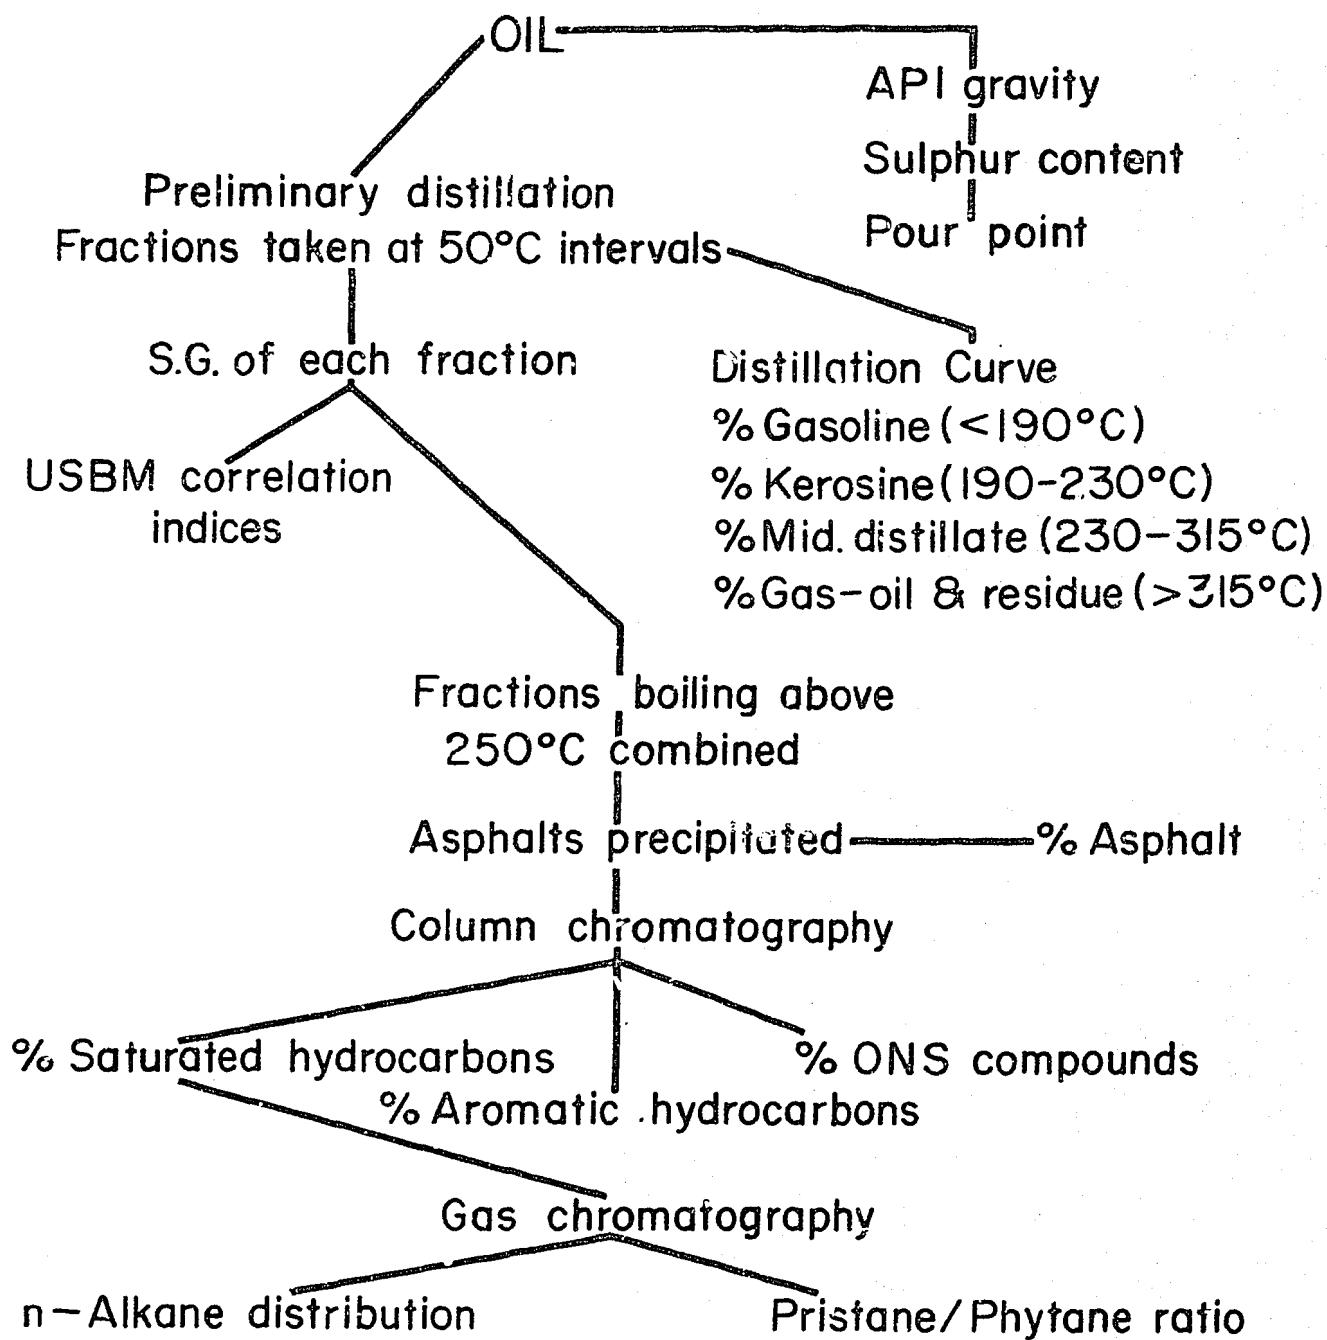 OIL
API gravity
Sulphur content
Pour point
Preliminary distillation
Fractions taken at 50°C intervals
S.G. of each fraction
USBM correlation
indices
Distillation Curve
% Gasoline (<190°C)
% Kerosine (190-230°C)
% Mid. distillate (230-315°C)
% Gas-oil & residue (>315°C)
Fractions boiling above
250°C combined
Asphalts precipitated
% Asphalt
Column chromatography
% Saturated hydrocarbons
% ONS compounds
% Aromatic hydrocarbons
Gas chromatography
n-Alkane distribution
Pristane/Phytane ratio